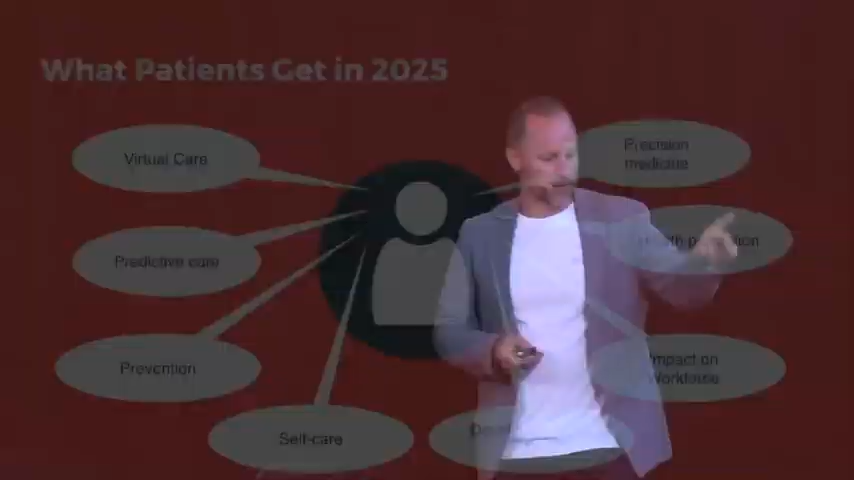 What Patients Get in 2025
Virtual Care
Precision
medicine
Predictive care
Prevention
Impact on
Workforce
Self-care